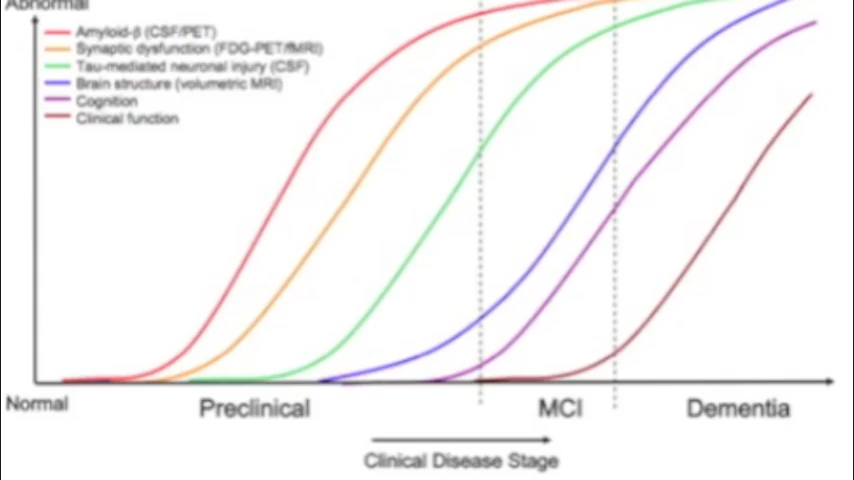 Abnormal
Amyloid-β (CSF/PET)
Synaptic dysfunction (FDG-PET/fMRI)
Tau-mediated neuronal injury (CSF)
Brain structure (volumetric MRI)
Cognition
Clinical function
Normal
Preclinical
MCI
Dementia
Clinical Disease Stage